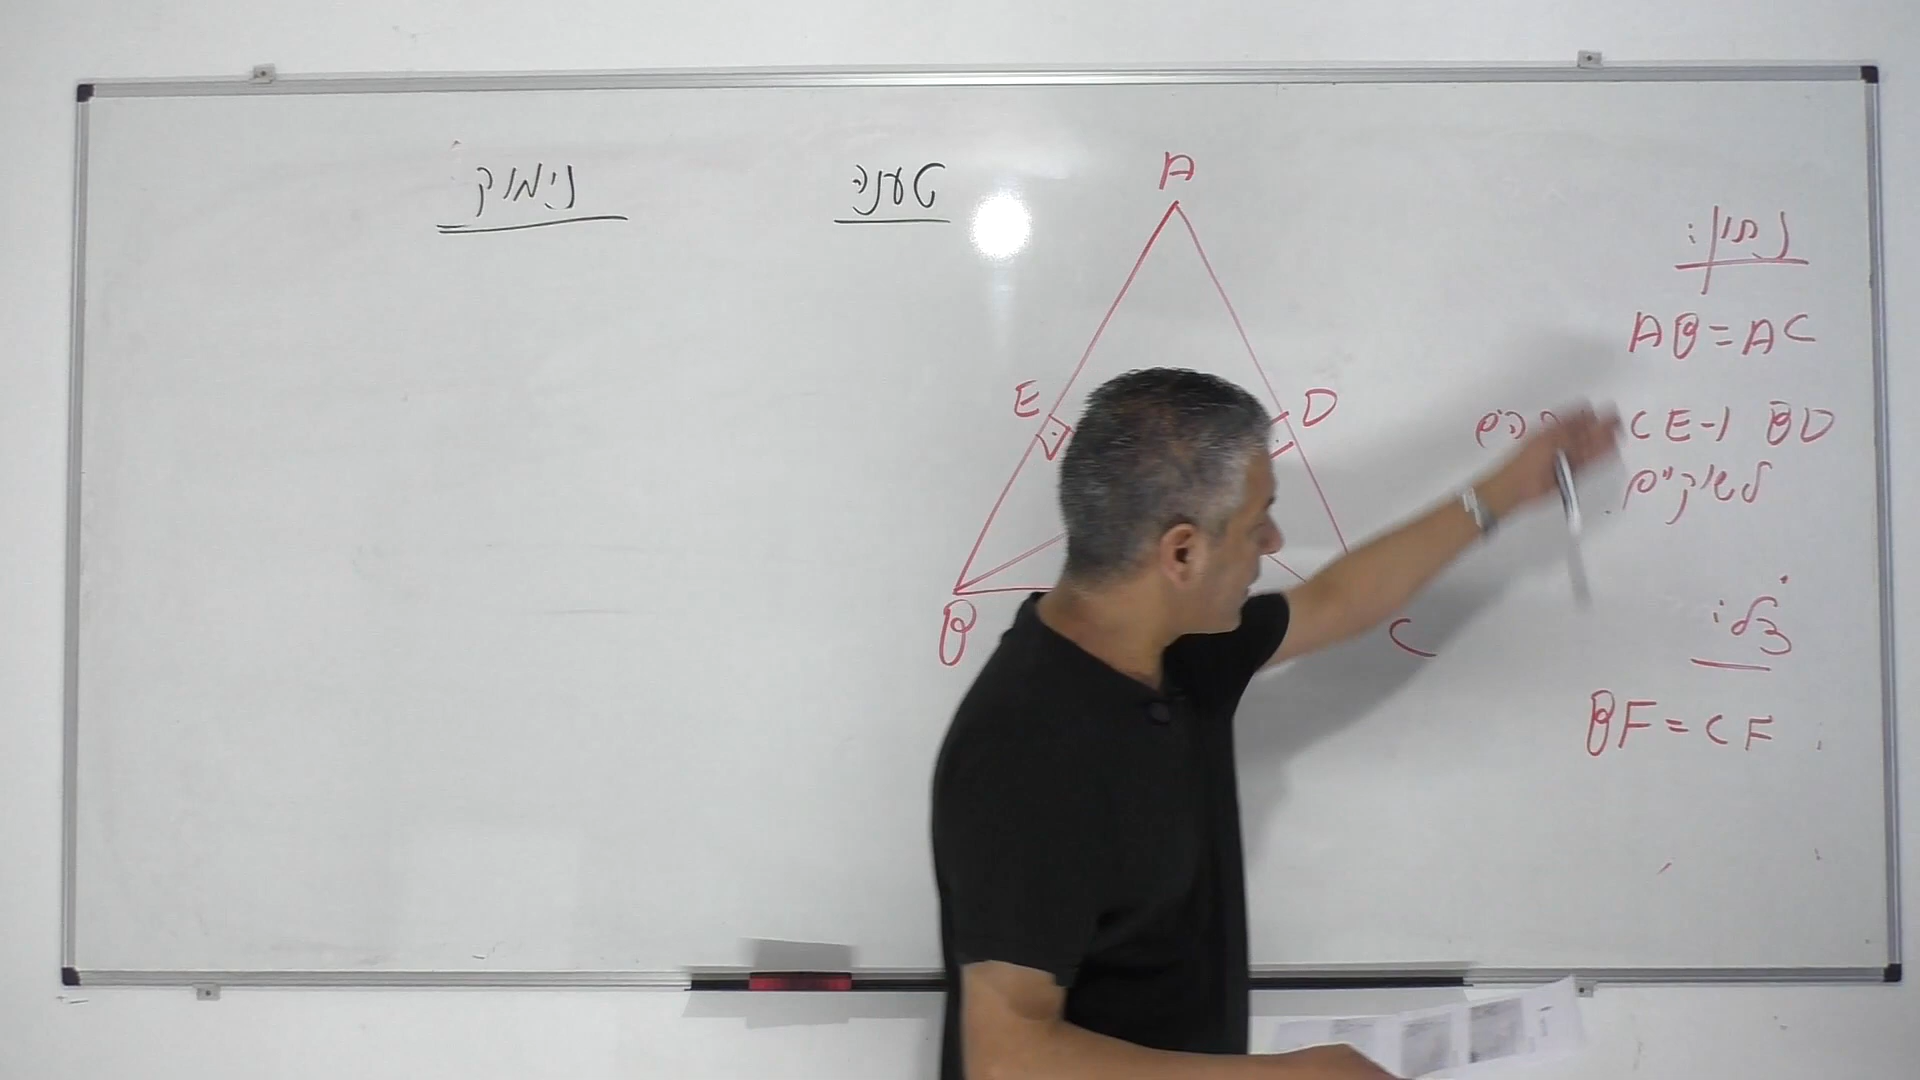 טענה נימוק
A
E
D
B
C
נתון:
AB=AC
BD ו-CE
לשוקיים.
צ"ל:
BF=CF